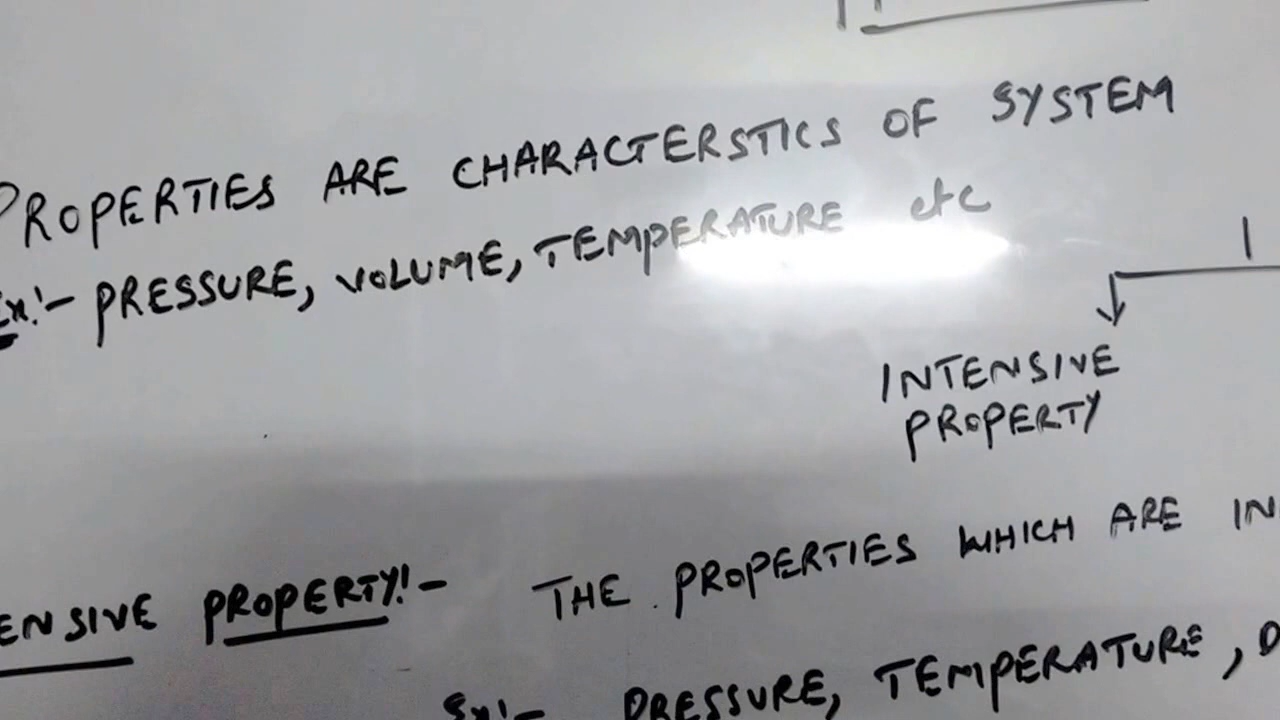 PROPERTIES ARE CHARACTERSTICS OF SYSTEM
Ex:- PRESSURE, VOLUME, TEMPERATURE etc
INTENSIVE
PROPERTY
ENSIVE PROPERTY:- THE PROPERTIES WHICH ARE IN
Ex:- PRESSURE, TEMPERATURE, D